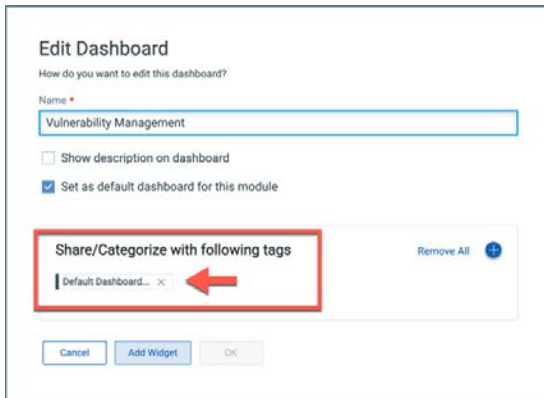 Edit Dashboard
How do you want to edit this dashboard?
Name *
Vulnerability Management
Show description on dashboard
Set as default dashboard for this module
Share/Categorize with following tags
Remove All
Default Dashboard...
Cancel
Add Widget
OK